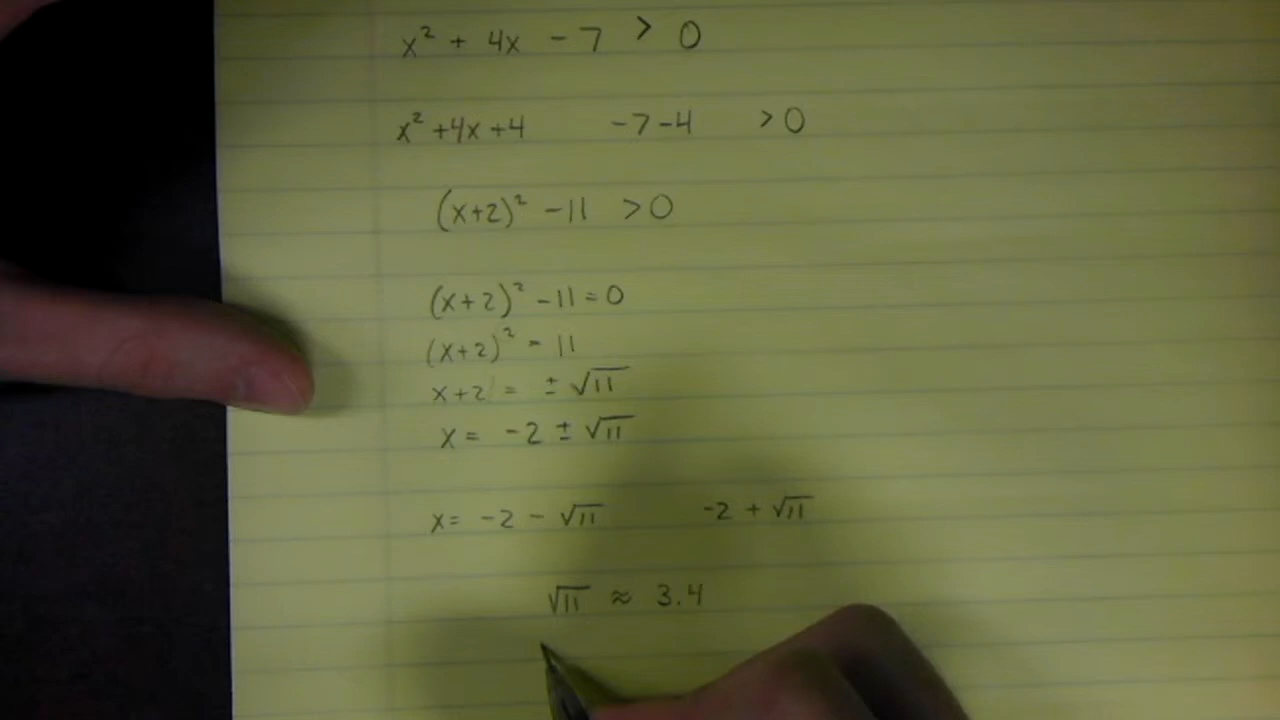 x² + 4x - 7 > 0
x² + 4x + 4 - 7 - 4 > 0
(x+2)² - 11 > 0
(x+2)² - 11 = 0
(x+2)² = 11
x+2 = ± √11
x = -2 ± √11
x = -2 - √11 -2 + √11
√11 ≈ 3.4